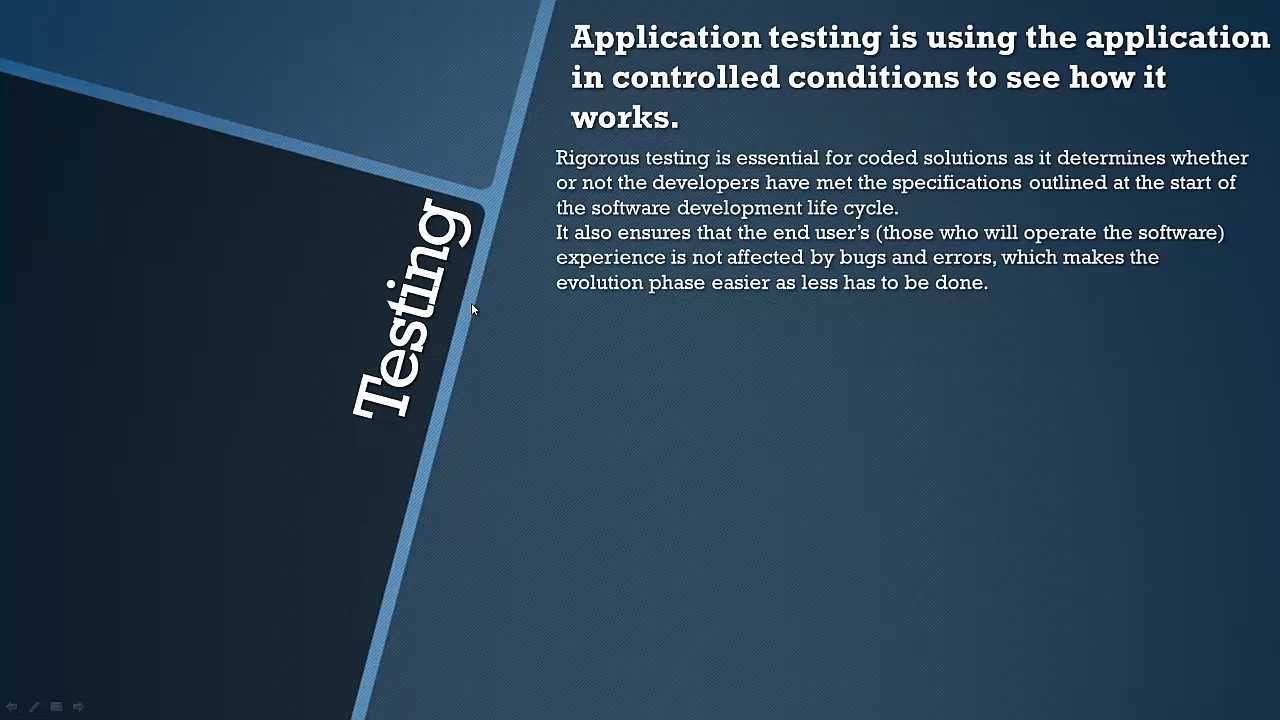 Testing
Application testing is using the application
in controlled conditions to see how it
works.
Rigorous testing is essential for coded solutions as it determines whether
or not the developers have met the specifications outlined at the start of
the software development life cycle.
It also ensures that the end user’s (those who will operate the software)
experience is not affected by bugs and errors, which makes the
evolution phase easier as less has to be done.